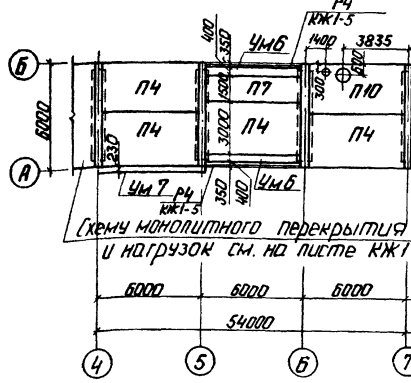 Р4
КЖ1-5
400
350
Ум6
1400
3835
Б
300
600
П4
1500
П7
П10
6000
П4
3000
П4
П4
230
А
Ум 7
Р4
КЖ1-5
350
400
Ум6
Схему монолитного перекрытия
и нагрузок см. на листе КЖ1
6000
6000
6000
54000
4
5
6
7